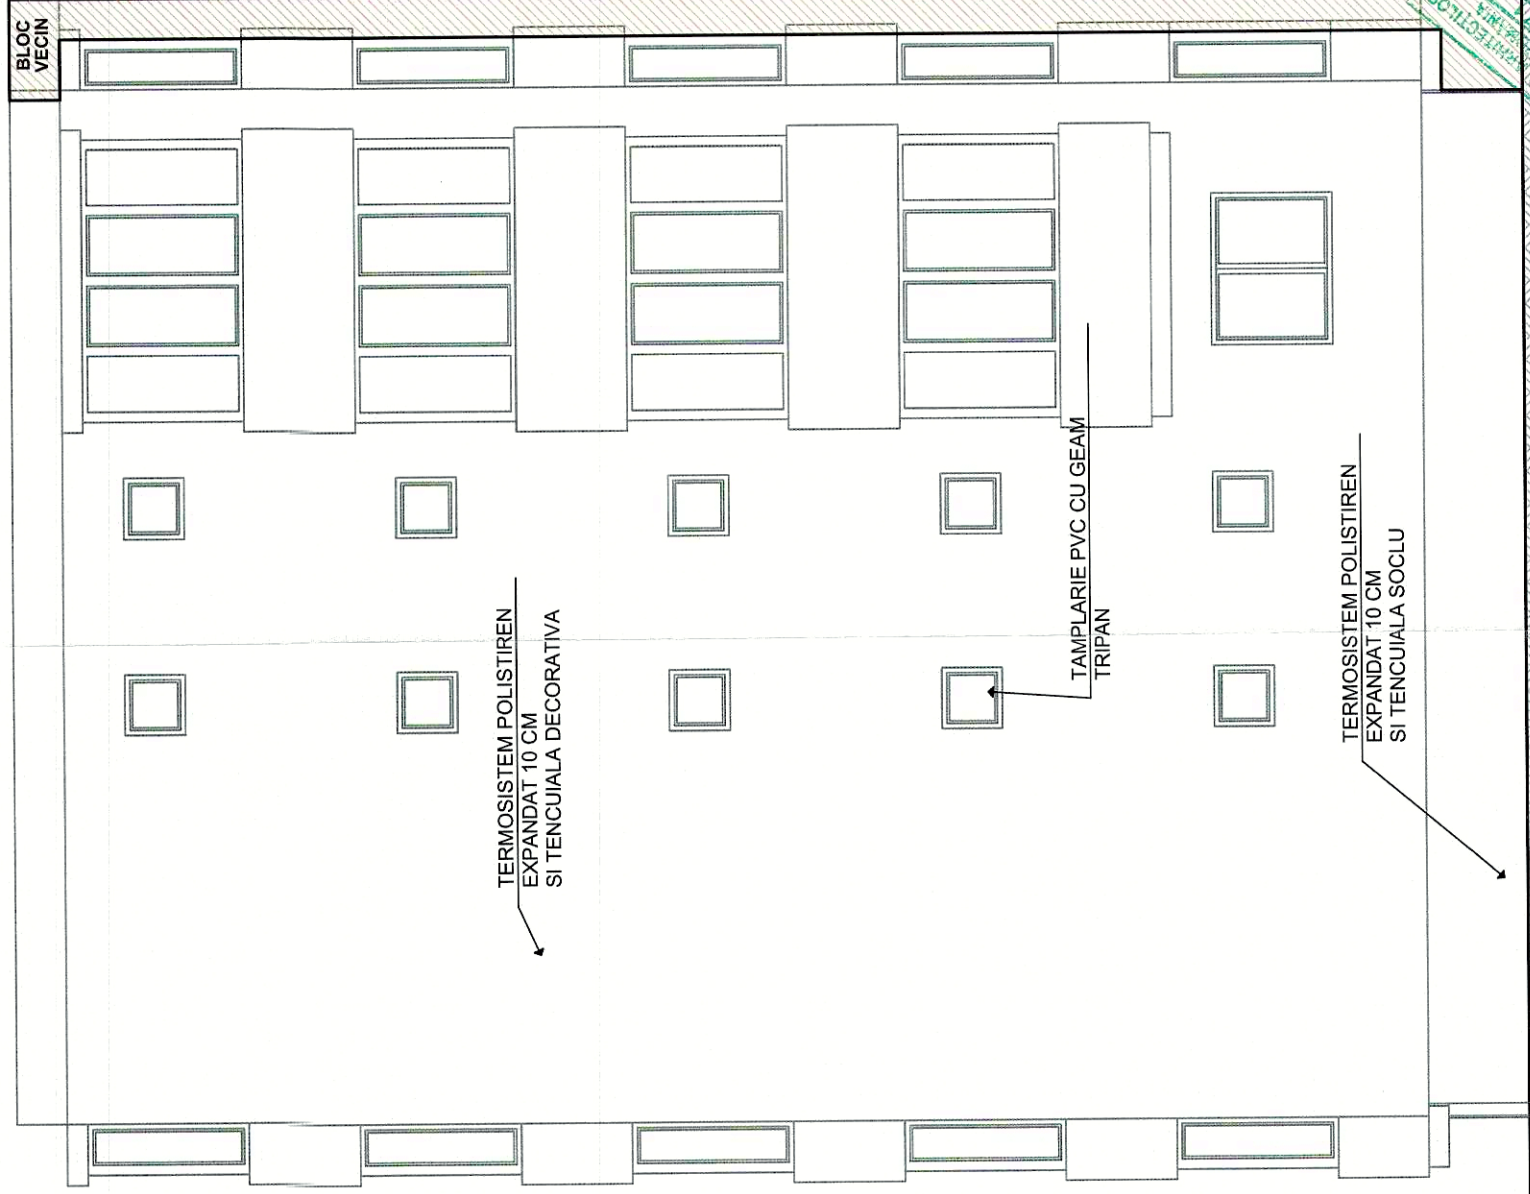 BLOC
VECIN
TERMOSISTEM POLISTIREN
EXPANDAT 10 CM
SI TENCUIALA DECORATIVA
TAMPLARIE PVC CU GEAM
TRIPAN
TERMOSISTEM POLISTIREN
EXPANDAT 10 CM
SI TENCUIALA SOCLU